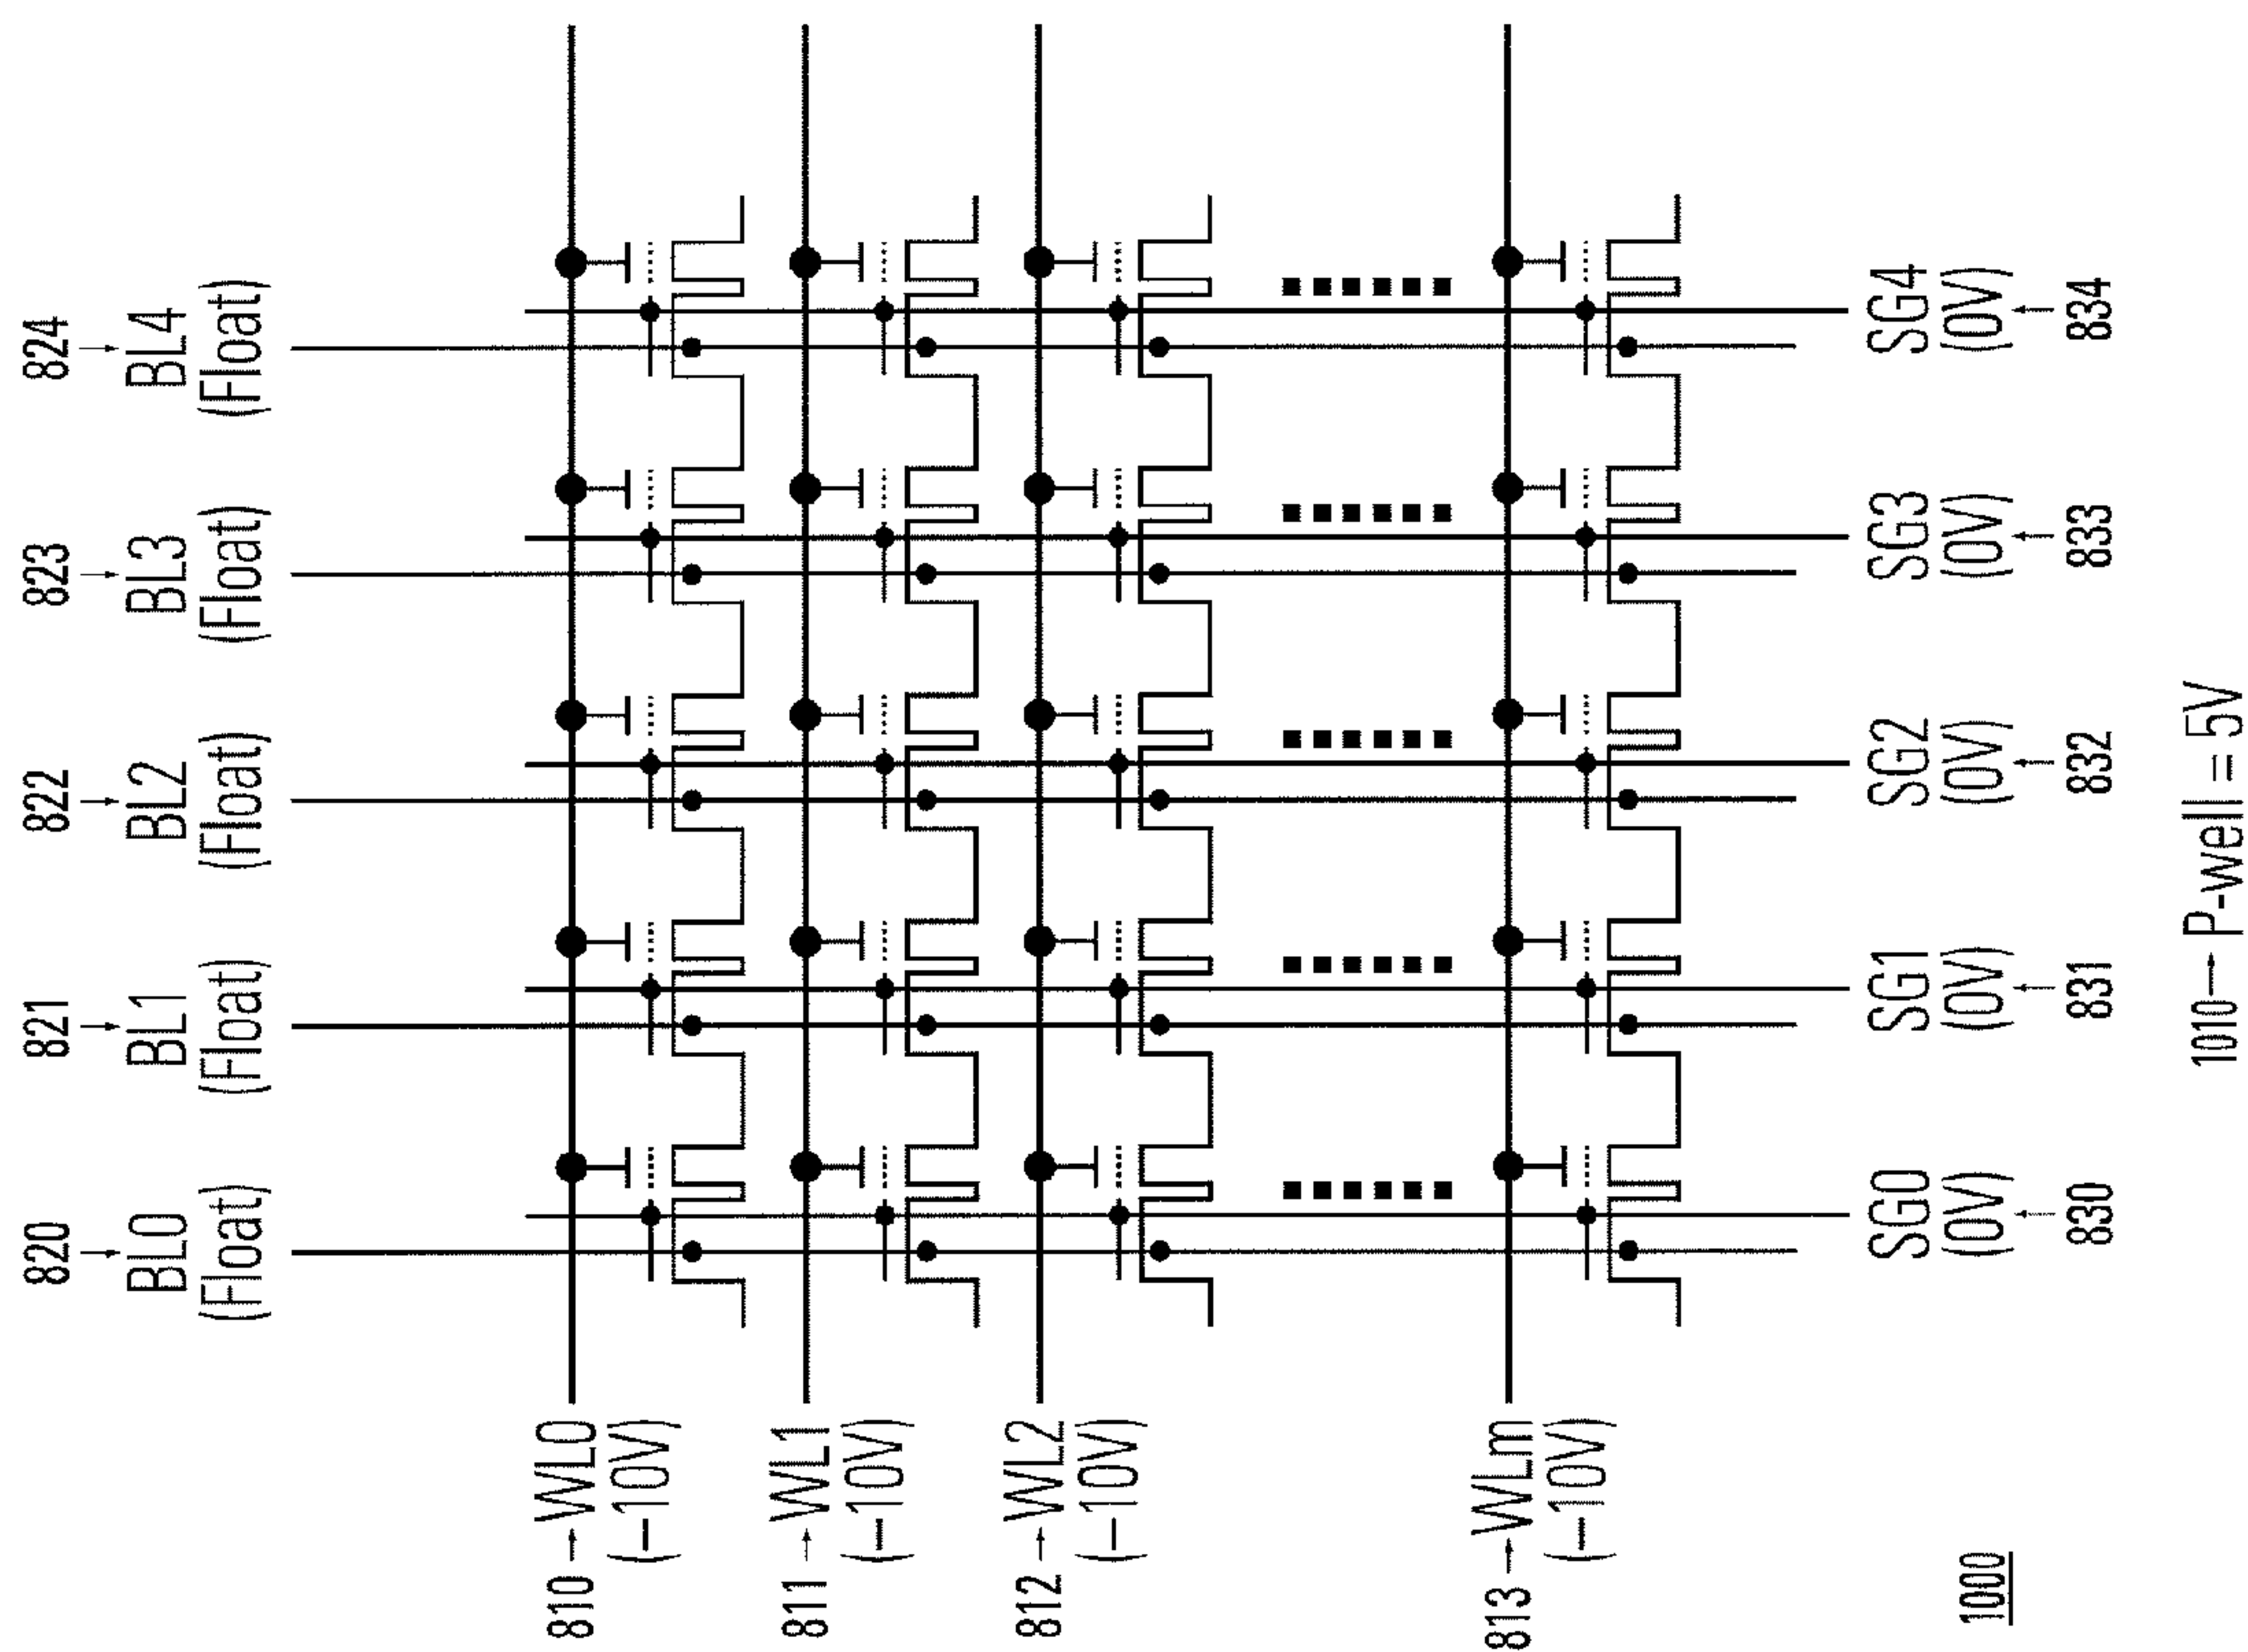 820
BL0
(Float)
821
BL1
(Float)
822
BL2
(Float)
823
BL3
(Float)
824
BL4
(Float)
810 WL0
(-10V)
811 WL1
(-10V)
812 WL2
(-10V)
813 WLm
(-10V)
SG0
(0V)
830
SG1
(0V)
831
SG2
(0V)
832
SG3
(0V)
833
SG4
(0V)
834
1000
1010 P-well = 5V